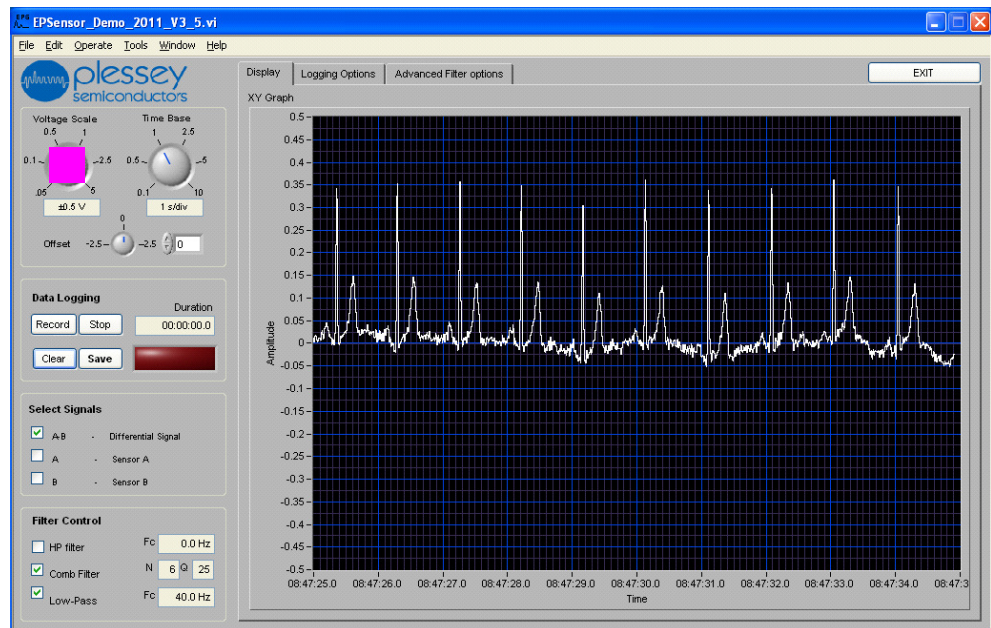 EPSensor_Demo_2011_V3_5.vi
File Edit Operate Tools Window Help
plessey
semiconductors
Display Logging Options Advanced Filter options EXIT
XY Graph
Voltage Scale Time Base
0.5 1 1 2.5
0.1 2.5 0.5 5
.05 5 0.1 10
±0.5 V 1 s/div
0
Offset -2.5 2.5 0
Data Logging
Duration
Record Stop 00:00:00.0
Clear Save
Select Signals
A-B - Differential Signal
A - Sensor A
B - Sensor B
Filter Control
HP filter Fc 0.0 Hz
Comb Filter N 6 Q 25
Low-Pass Fc 40.0 Hz
Amplitude
0.5
0.45
0.4
0.35
0.3
0.25
0.2
0.15
0.1
0.05
0
-0.05
-0.1
-0.15
-0.2
-0.25
-0.3
-0.35
-0.4
-0.45
-0.5
08:47:25.0 08:47:26.0 08:47:27.0 08:47:28.0 08:47:29.0 08:47:30.0 08:47:31.0 08:47:32.0 08:47:33.0 08:47:34.0 08:47:3
Time